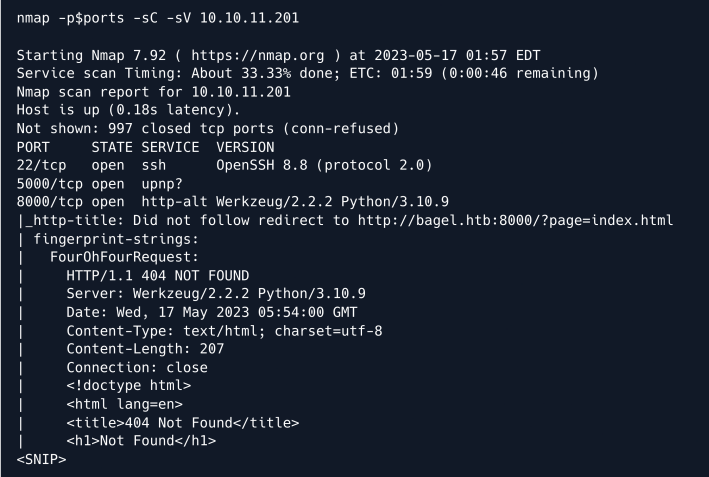 nmap -p$ports -sC -sV 10.10.11.201
Starting Nmap 7.92 ( https://nmap.org ) at 2023-05-17 01:57 EDT
Service scan Timing: About 33.33% done; ETC: 01:59 (0:00:46 remaining)
Nmap scan report for 10.10.11.201
Host is up (0.18s latency).
Not shown: 997 closed tcp ports (conn-refused)
PORT     STATE SERVICE  VERSION
22/tcp   open  ssh      OpenSSH 8.8 (protocol 2.0)
5000/tcp open  upnp?
8000/tcp open  http-alt Werkzeug/2.2.2 Python/3.10.9
|_http-title: Did not follow redirect to http://bagel.htb:8000/?page=index.html
| fingerprint-strings:
|   FourOhFourRequest:
|     HTTP/1.1 404 NOT FOUND
|     Server: Werkzeug/2.2.2 Python/3.10.9
|     Date: Wed, 17 May 2023 05:54:00 GMT
|     Content-Type: text/html; charset=utf-8
|     Content-Length: 207
|     Connection: close
|     <!doctype html>
|     <html lang=en>
|     <title>404 Not Found</title>
|     <h1>Not Found</h1>
<SNIP>